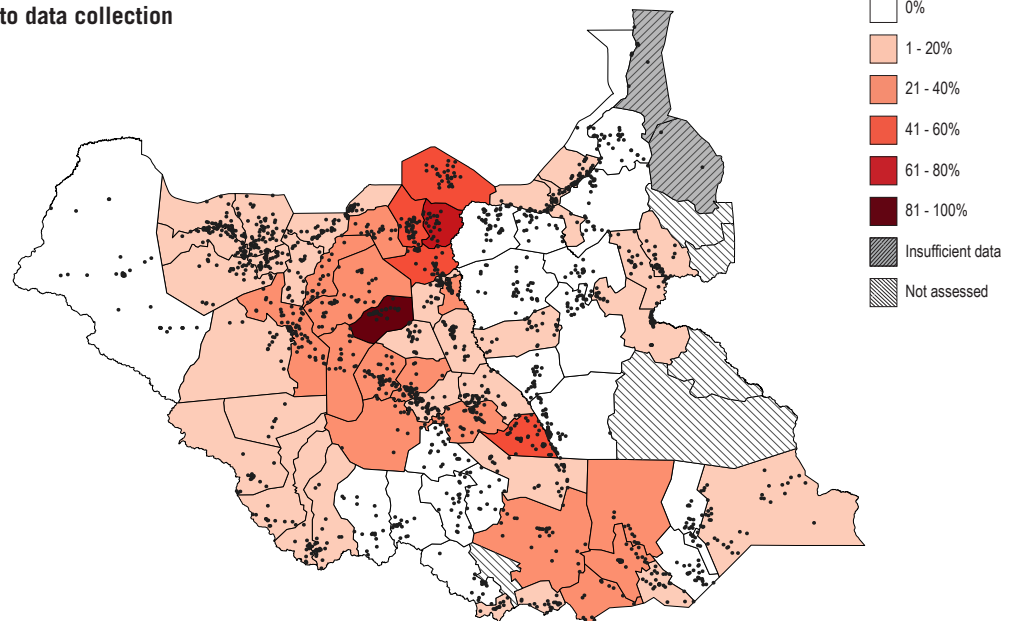 to data collection
0%
1 - 20%
21 - 40%
41 - 60%
61 - 80%
81 - 100%
Insufficient data
Not assessed